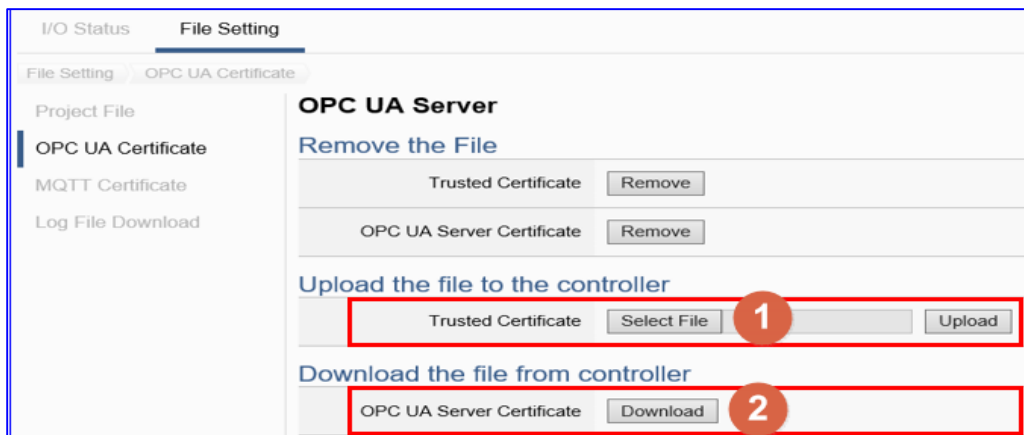 I/O Status File Setting
File Setting OPC UA Certificate
Project File
OPC UA Certificate
MQTT Certificate
Log File Download
OPC UA Server
Remove the File
Trusted Certificate Remove
OPC UA Server Certificate Remove
Upload the file to the controller
Trusted Certificate Select File 1 Upload
Download the file from controller
OPC UA Server Certificate Download 2